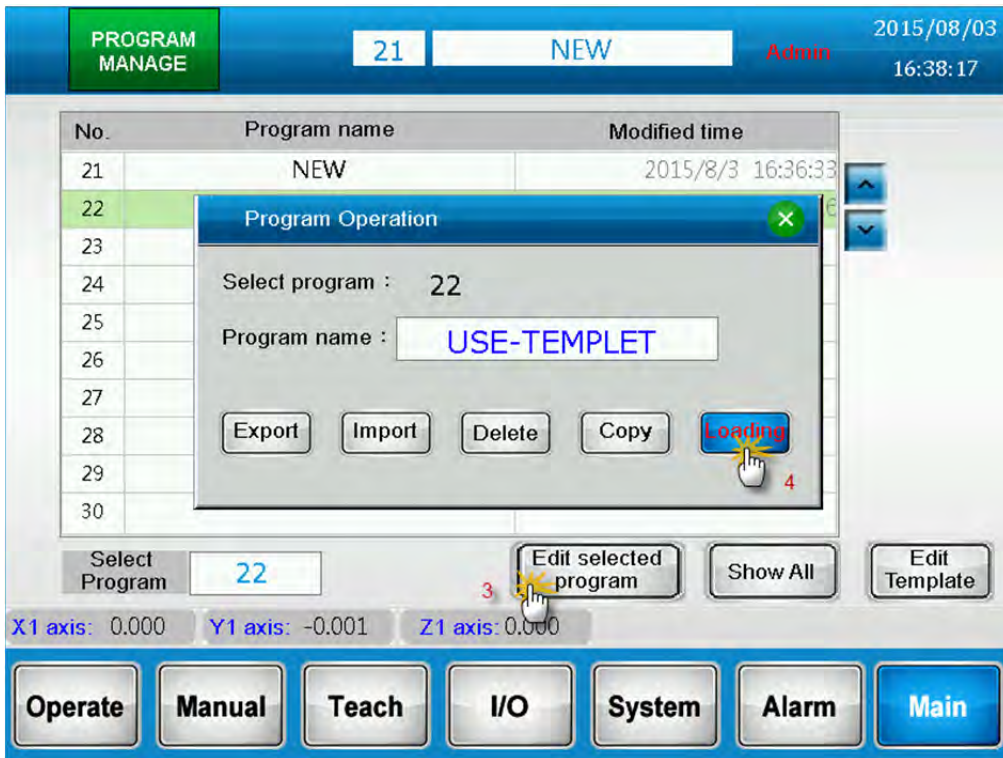 PROGRAM
MANAGE
21
NEW
Admin
2015/08/03
16:38:17
No. Program name Modified time
21 NEW 2015/8/3 16:36:33
22 6
23
24
25
26
27
28
29
30
Program Operation
Select program : 22
Program name : USE-TEMPLET
Export Import Delete Copy Loading
4
Select
Program
22
3
Edit selected
program
Show All
Edit
Template
X1 axis: 0.000 Y1 axis: -0.001 Z1 axis: 0.000
Operate Manual Teach I/O System Alarm Main